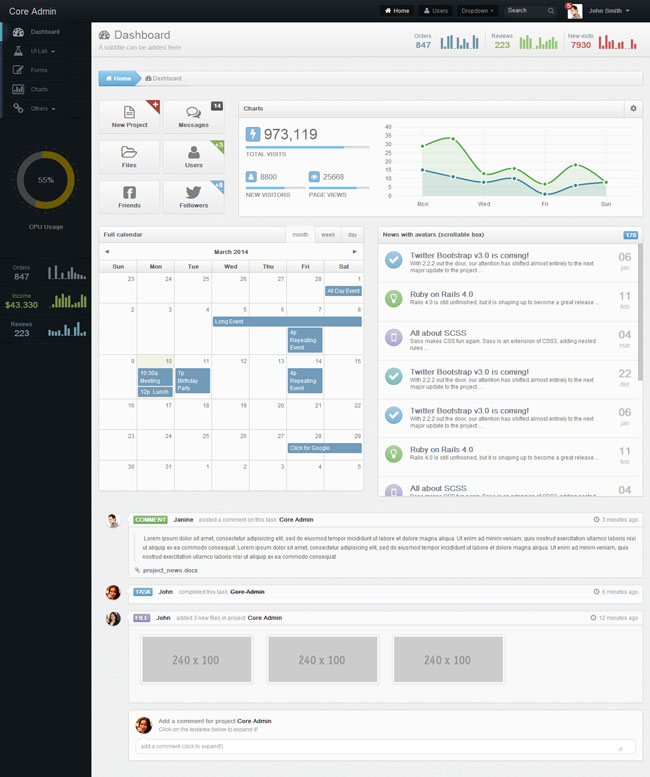 Core Admin
Home
Users
Dropdown
Search
5
John Smith
Dashboard
UI Lab
Forms
Charts
Others
55%
CPU Usage
Orders
847
Income
$43.330
Reviews
223
Dashboard
A subtitle can be added here
Orders
847
Reviews
223
New visits
7930
Home
Dashboard
New Project
+
Messages
14
Files
Users
+3
Friends
Followers
+8
Charts
973,119
TOTAL VISITS
8800
NEW VISITORS
25668
PAGE VIEWS
40
35
30
25
20
15
10
5
0
Mon
Wed
Fri
Sun
Full calendar
month
week
day
March 2014
Sun Mon Tue Wed Thu Fri Sat
23 24 25 26 27 28 1
All Day Event
2 3 4 5 6 7 8
Long Event
4p
Repeating
Event
9 10 11 12 13 14 15
10:30a
Meeting
12p Lunch
7p
Birthday
Party
4p
Repeating
Event
16 17 18 19 20 21 22
23 24 25 26 27 28 29
Click for Google
30 31 1 2 3 4 5
News with avatars (scrollable box)
178
Twitter Bootstrap v3.0 is coming!
With 2.2.2 out the door, our attention has shifted almost entirely to the next
major update to the project ...
06
jan
Ruby on Rails 4.0
Rails 4.0 is still unfinished, but it is shaping up to become a great release ...
11
feb
All about SCSS
Sass makes CSS fun again. Sass is an extension of CSS3, adding nested
rules ...
04
mar
Twitter Bootstrap v3.0 is coming!
With 2.2.2 out the door, our attention has shifted almost entirely to the next
major update to the project ...
22
dec
Twitter Bootstrap v3.0 is coming!
With 2.2.2 out the door, our attention has shifted almost entirely to the next
major update to the project ...
06
jan
Ruby on Rails 4.0
Rails 4.0 is still unfinished, but it is shaping up to become a great release ...
11
feb
All about SCSS
Sass makes CSS fun again. Sass is an extension of CSS3, adding nested
04
COMMENT Janine posted a comment on this task: Core Admin
3 minutes ago
Lorem ipsum dolor sit amet, consectetur adipisicing elit, sed do eiusmod tempor incididunt ut labore et dolore magna aliqua. Ut enim ad minim veniam, quis nostrud exercitation ullamco laboris nisi
ut aliquip ex ea commodo consequat. Lorem ipsum dolor sit amet, consectetur adipisicing elit, sed do eiusmod tempor incididunt ut labore et dolore magna aliqua. Ut enim ad minim veniam, quis
nostrud exercitation ullamco laboris nisi ut aliquip ex ea commodo consequat.
project_news.docx
TASK John completed this task: Core Admin
6 minutes ago
FILE John added 3 new files in project Core Admin
12 minutes ago
240 x 100
240 x 100
240 x 100
Add a comment for project Core Admin
Click on the textarea below to expand it!
add a comment (click to expand!)